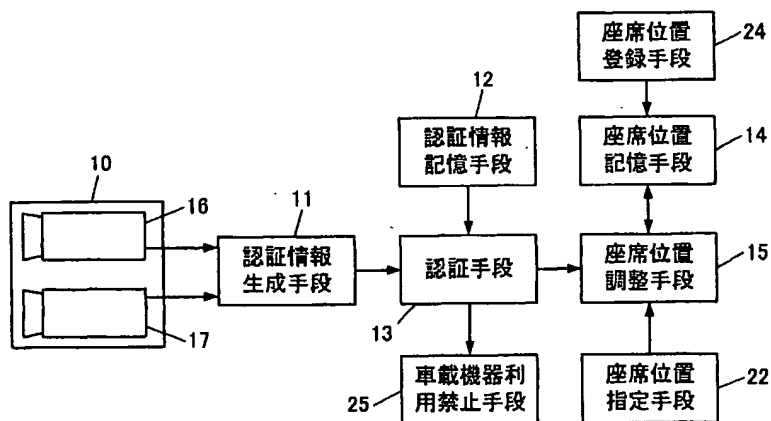 座席位置
登録手段
24
12
認証情報
記憶手段
座席位置
記憶手段
14
10
16
11
認証情報
生成手段
認証手段
座席位置
調整手段
15
17
13
車載機器利
用禁止手段
25
座席位置
指定手段
22